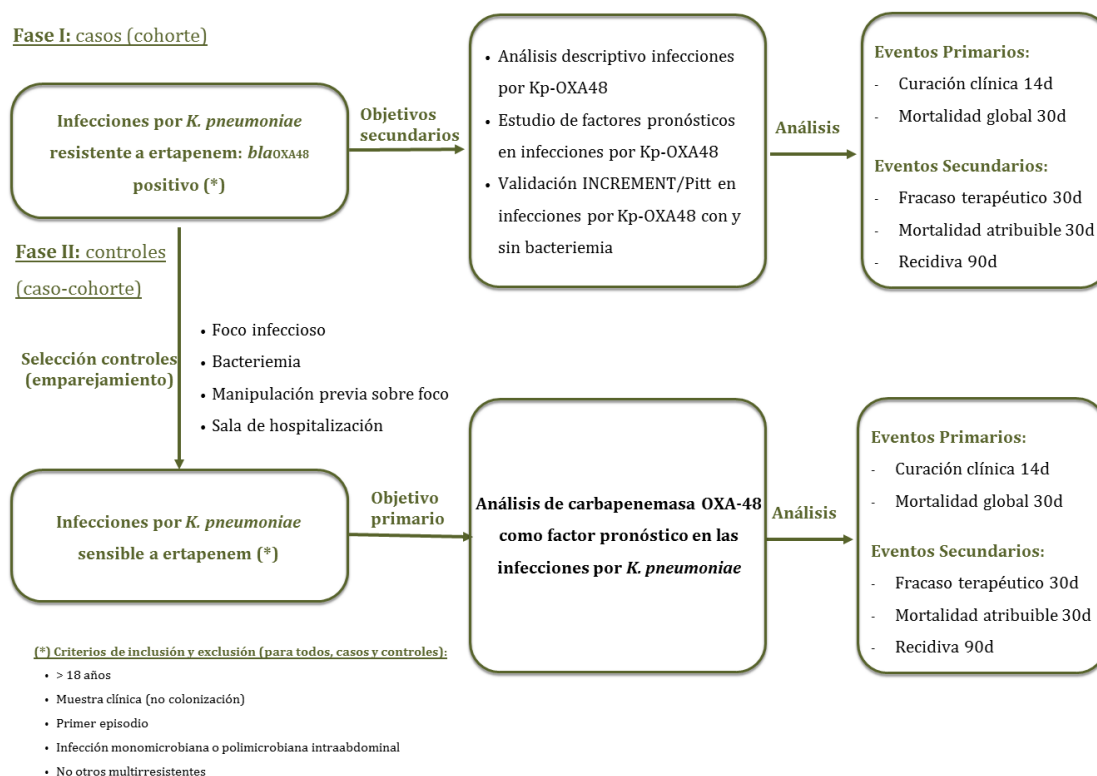 Fase I: casos (cohorte)
Infecciones por K. pneumoniae
resistente a ertapenem: blaOXA48
positivo (*)
Objetivos
secundarios
• Análisis descriptivo infecciones
por Kp-OXA48
• Estudio de factores pronósticos
en infecciones por Kp-OXA48
• Validación INCREMENT/Pitt en
infecciones por Kp-OXA48 con y
sin bacteriemia
Análisis
Eventos Primarios:
- Curación clínica 14d
- Mortalidad global 30d
Eventos Secundarios:
- Fracaso terapéutico 30d
- Mortalidad atribuible 30d
- Recidiva 90d
Fase II: controles
(caso-cohorte)
Selección controles
(emparejamiento)
• Foco infeccioso
• Bacteriemia
• Manipulación previa sobre foco
• Sala de hospitalización
Infecciones por K. pneumoniae
sensible a ertapenem (*)
Objetivo
primario
Análisis de carbapenemasa OXA-48
como factor pronóstico en las
infecciones por K. pneumoniae
Análisis
Eventos Primarios:
- Curación clínica 14d
- Mortalidad global 30d
Eventos Secundarios:
- Fracaso terapéutico 30d
- Mortalidad atribuible 30d
- Recidiva 90d
(*) Criterios de inclusión y exclusión (para todos, casos y controles):
• > 18 años
• Muestra clínica (no colonización)
• Primer episodio
• Infección monomicrobiana o polimicrobiana intraabdominal
• No otros multirresistentes